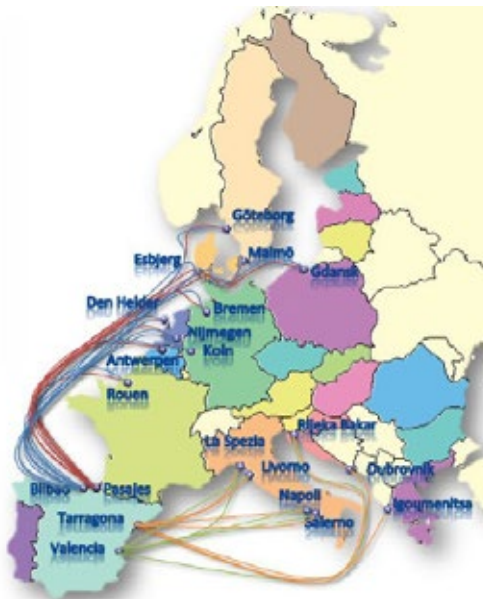 Göteborg
Esbjerg
Malmö
Gdansk
Den Helder
Bremen
Nijmegen
Antwerpen
Koln
Rouen
La Spezia
Rijeka Bakar
Livorno
Dubrovnik
Bilbao
Pasajes
Napoli
Igoumenitsa
Tarragona
Salerno
Valencia